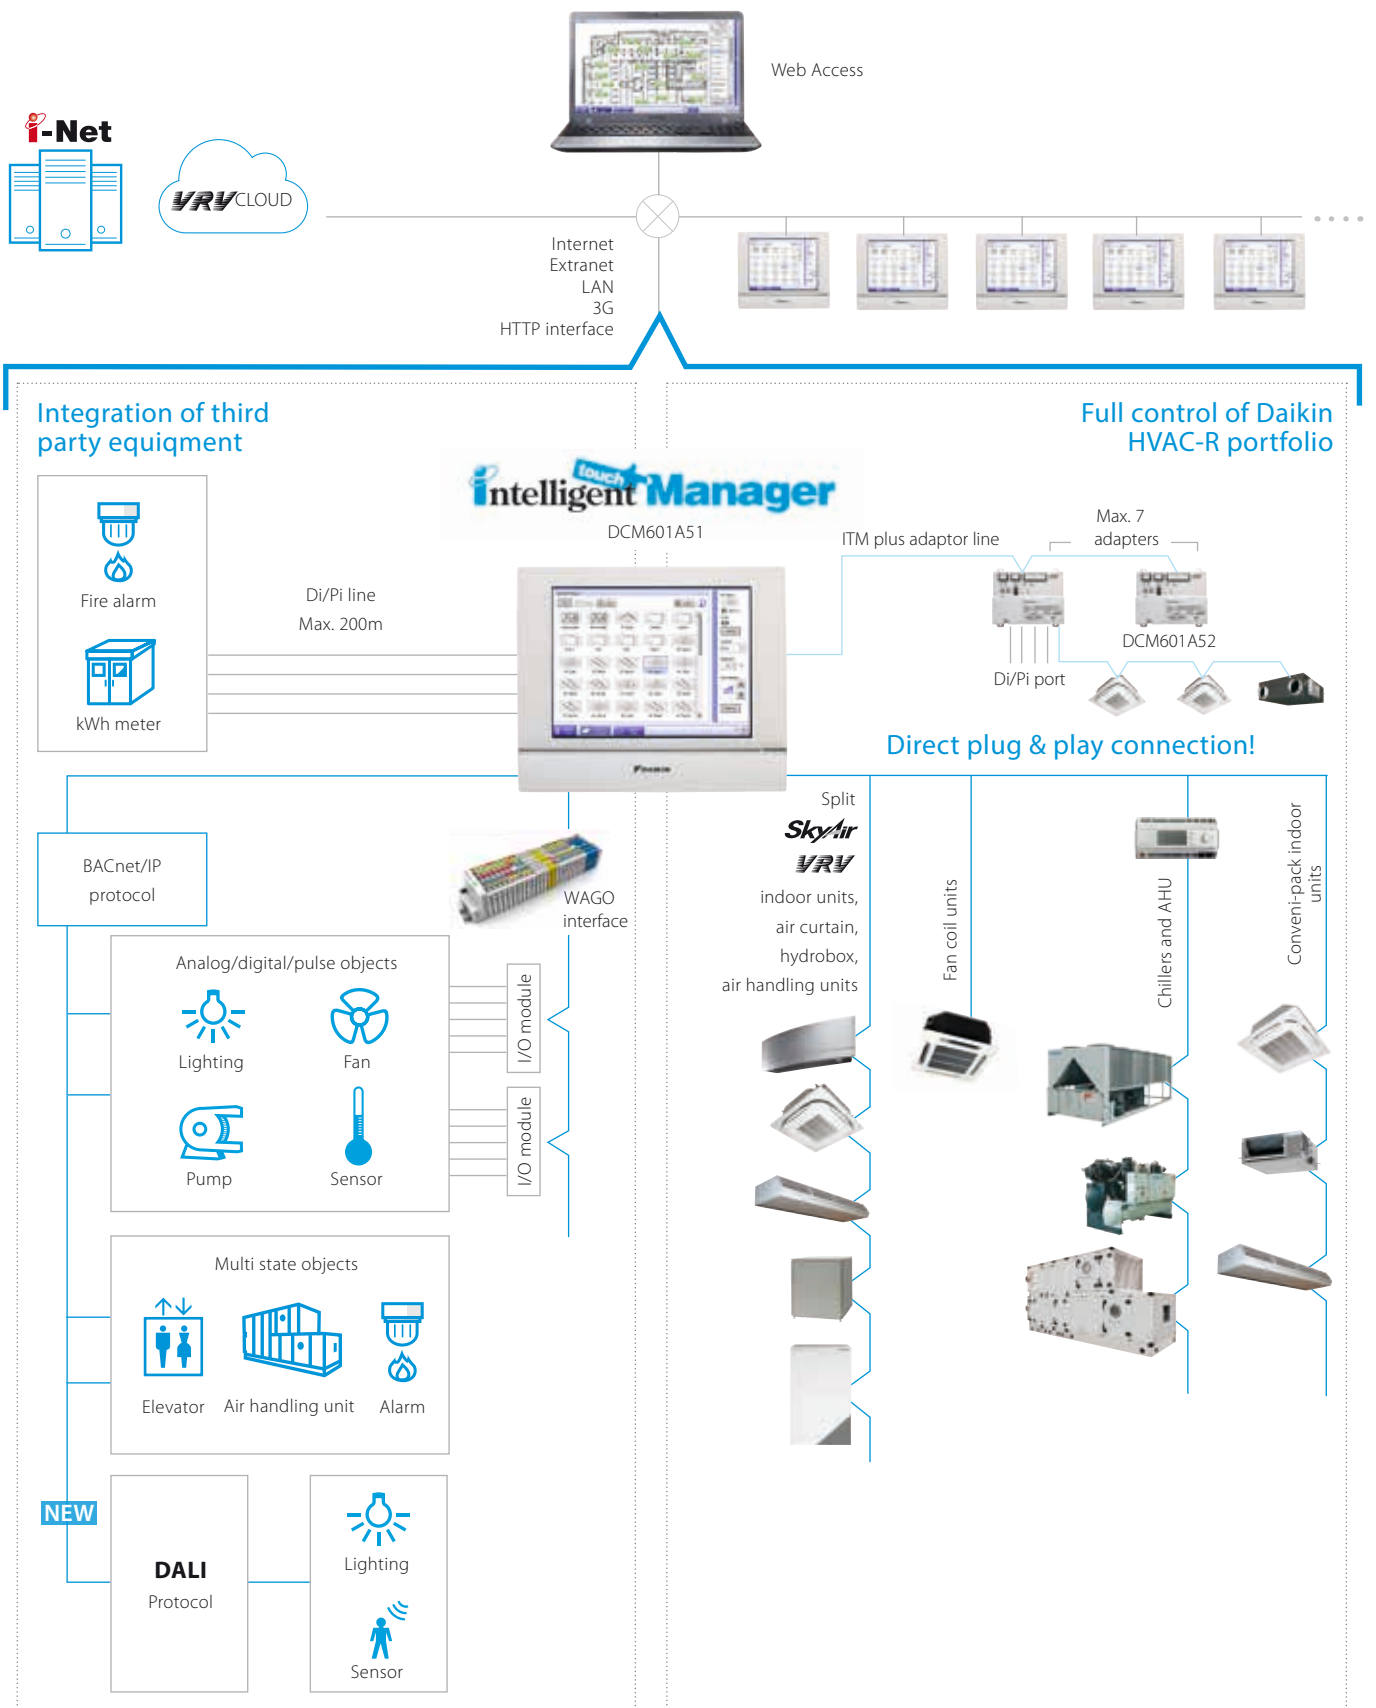 Web Access
i-Net
VRV CLOUD
Internet
Extranet
LAN
3G
HTTP interface
Integration of third
party equiqment
Full control of Daikin
HVAC-R portfolio
intelligent touch Manager
DCM601A51
Fire alarm
kWh meter
Di/Pi line
Max. 200m
ITM plus adaptor line
Max. 7
adapters
DCM601A52
Di/Pi port
DAIKIN
Direct plug & play connection!
BACnet/IP
protocol
WAGO
interface
Analog/digital/pulse objects
Lighting
Fan
Pump
Sensor
I/O module
I/O module
Multi state objects
Elevator
Air handling unit
Alarm
NEW
DALI
Protocol
Lighting
Sensor
Split
SkyAir
VRV
indoor units,
air curtain,
hydrobox,
air handling units
Fan coil units
Chillers and AHU
Conveni-pack indoor
units